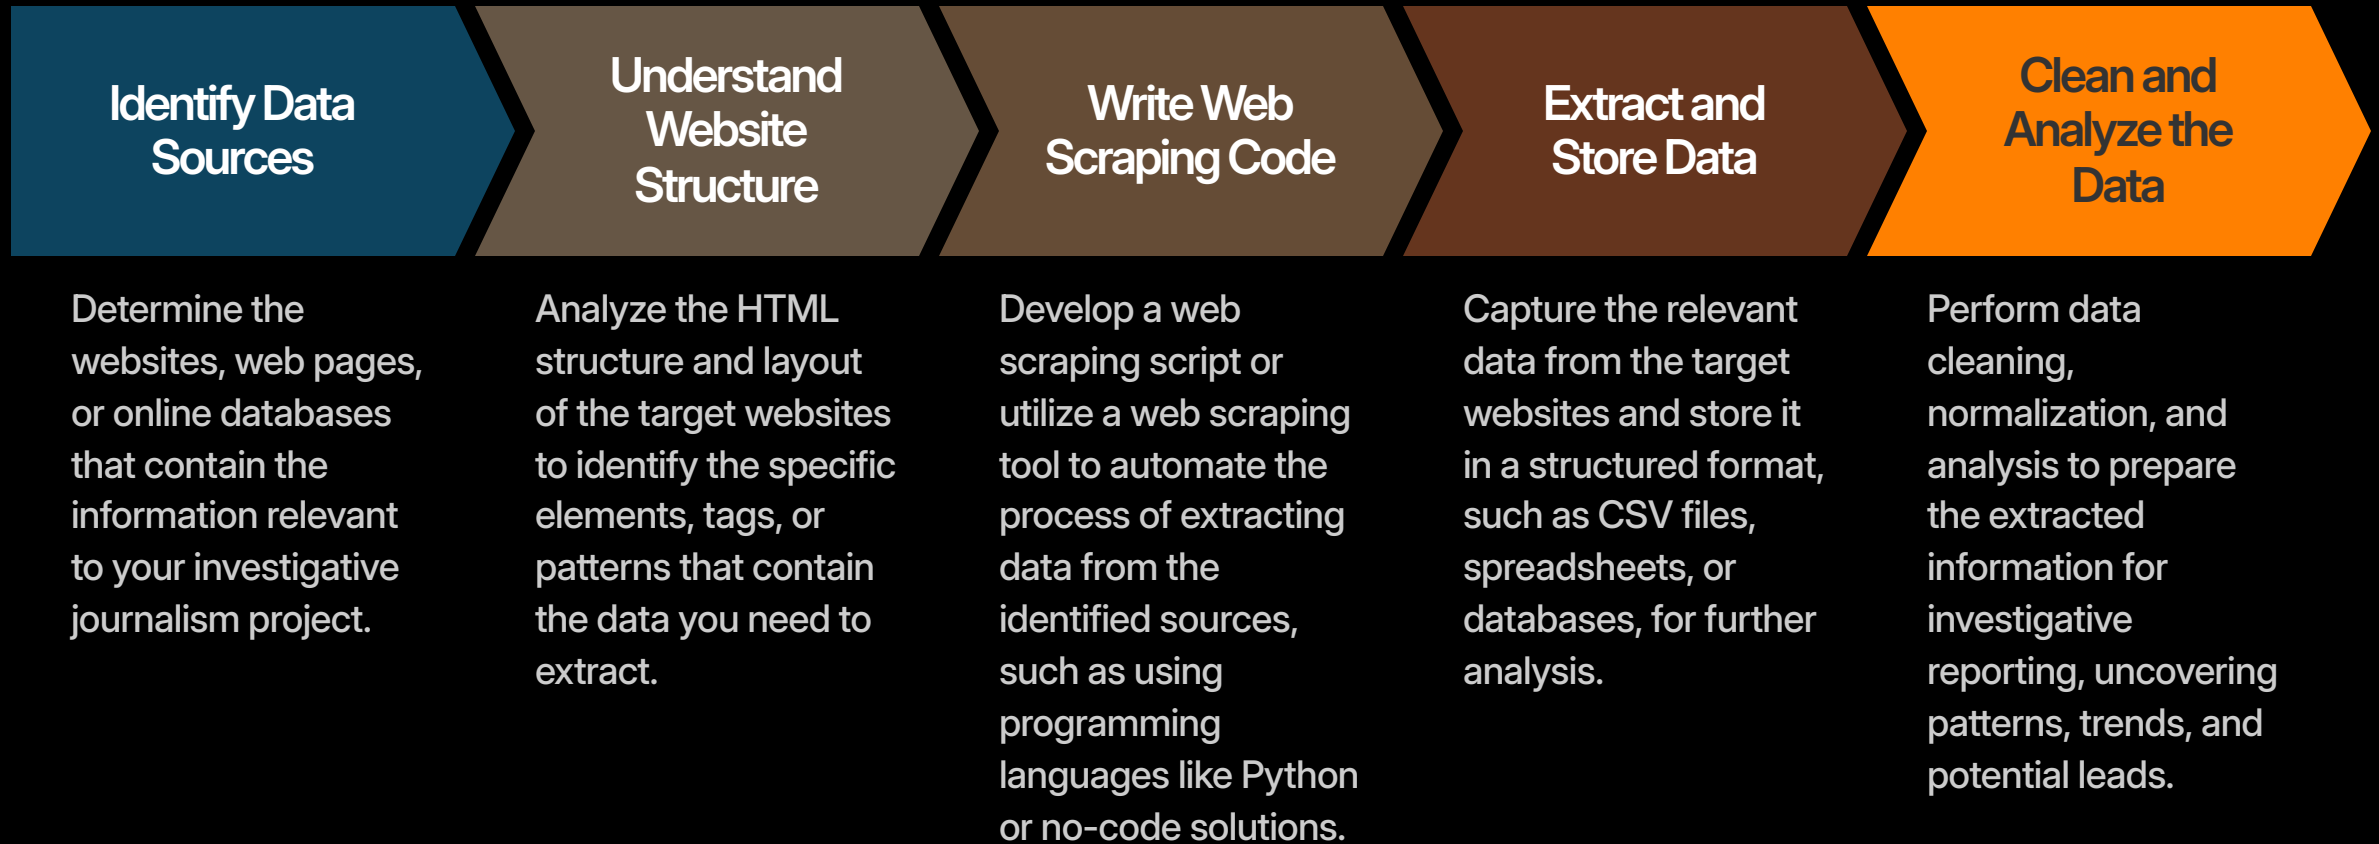 Identify Data
Sources
Understand
Website
Structure
Write Web
Scraping Code
Extract and
Store Data
Clean and
Analyze the
Data
Determine the
websites, web pages,
or online databases
that contain the
information relevant
to your investigative
journalism project.
Analyze the HTML
structure and layout
of the target websites
to identify the specific
elements, tags, or
patterns that contain
the data you need to
extract.
Develop a web
scraping script or
utilize a web scraping
tool to automate the
process of extracting
data from the
identified sources,
such as using
programming
languages like Python
or no-code solutions.
Capture the relevant
data from the target
websites and store it
in a structured format,
such as CSV files,
spreadsheets, or
databases, for further
analysis.
Perform data
cleaning,
normalization, and
analysis to prepare
the extracted
information for
investigative
reporting, uncovering
patterns, trends, and
potential leads.